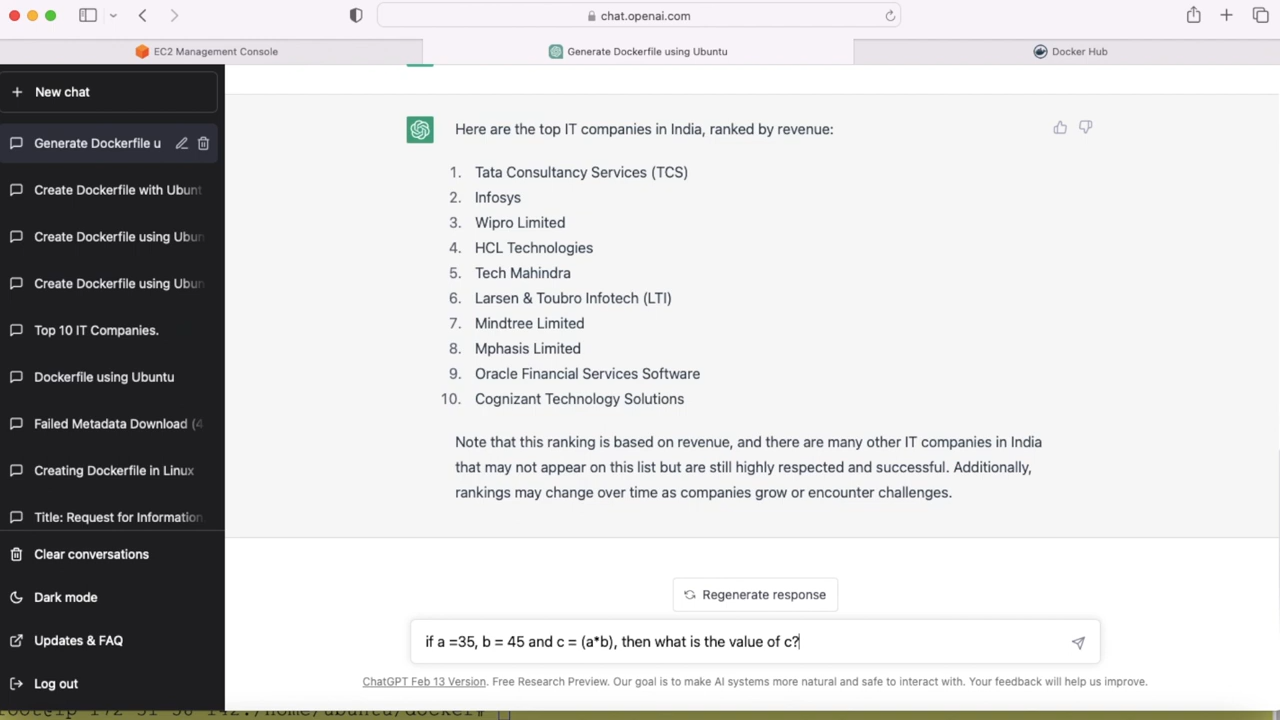 chat.openai.com
EC2 Management Console
Generate Dockerfile using Ubuntu
Docker Hub
New chat
Generate Dockerfile u
Create Dockerfile with Ubunt
Create Dockerfile using Ubun
Create Dockerfile using Ubun
Top 10 IT Companies.
Dockerfile using Ubuntu
Failed Metadata Download (4
Creating Dockerfile in Linux
Title: Request for Information
Clear conversations
Dark mode
Updates & FAQ
Log out
Here are the top IT companies in India, ranked by revenue:
1. Tata Consultancy Services (TCS)
2. Infosys
3. Wipro Limited
4. HCL Technologies
5. Tech Mahindra
6. Larsen & Toubro Infotech (LTI)
7. Mindtree Limited
8. Mphasis Limited
9. Oracle Financial Services Software
10. Cognizant Technology Solutions
Note that this ranking is based on revenue, and there are many other IT companies in India
that may not appear on this list but are still highly respected and successful. Additionally,
rankings may change over time as companies grow or encounter challenges.
Regenerate response
if a =35, b = 45 and c = (a*b), then what is the value of c?
ChatGPT Feb 13 Version. Free Research Preview. Our goal is to make AI systems more natural and safe to interact with. Your feedback will help us improve.